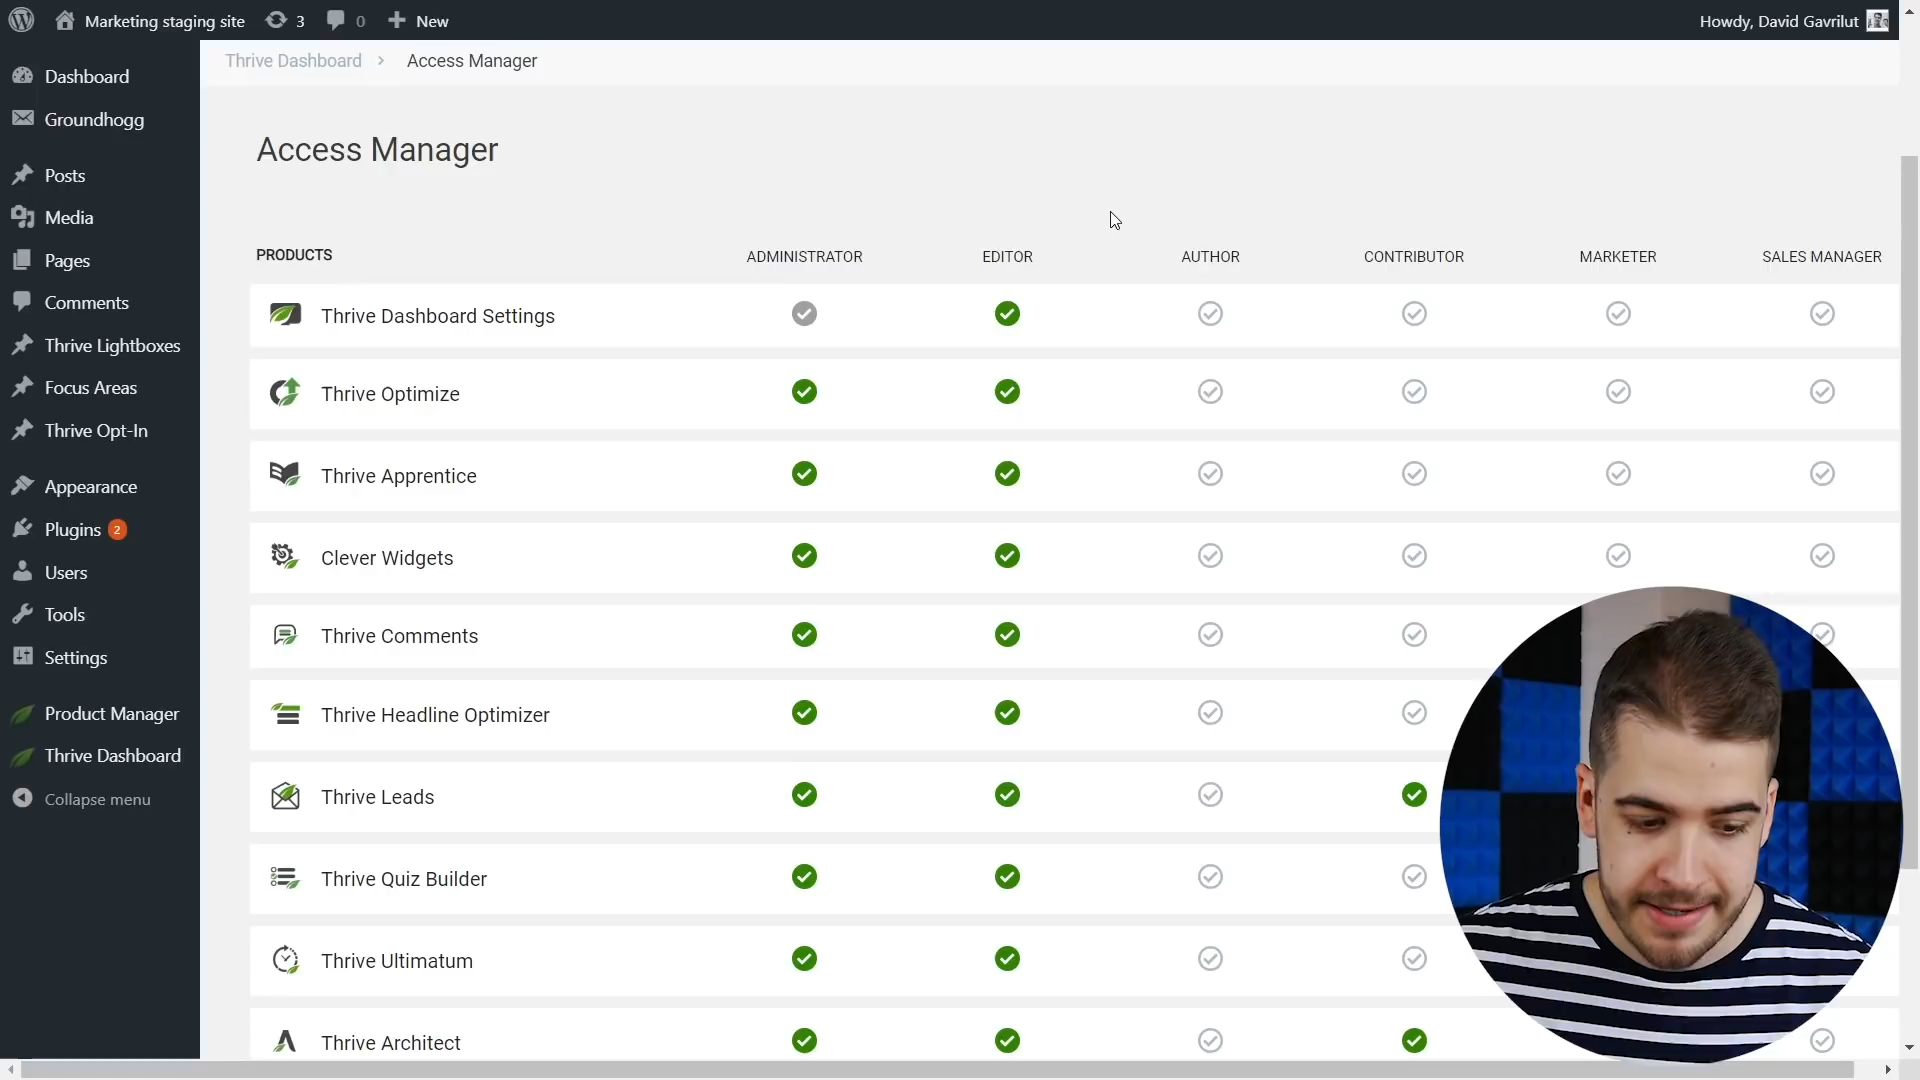 Marketing staging site 3 0 New Howdy, David Gavrilut
Thrive Dashboard > Access Manager
Dashboard
Groundhogg
Posts
Media
Pages
Comments
Thrive Lightboxes
Focus Areas
Thrive Opt-In
Appearance
Plugins 2
Users
Tools
Settings
Product Manager
Thrive Dashboard
Collapse menu
Access Manager
PRODUCTS ADMINISTRATOR EDITOR AUTHOR CONTRIBUTOR MARKETER SALES MANAGER
Thrive Dashboard Settings
Thrive Optimize
Thrive Apprentice
Clever Widgets
Thrive Comments
Thrive Headline Optimizer
Thrive Leads
Thrive Quiz Builder
Thrive Ultimatum
Thrive Architect